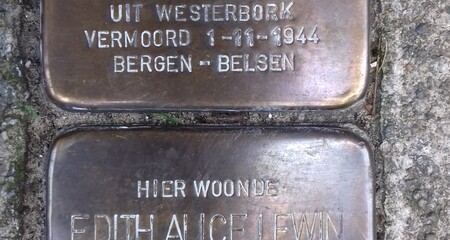 UIT WESTERBORK
VERMOORD 1-11-1944
BERGEN - BELSEN
HIER WOONDE
EDITH ALICE LEWIN